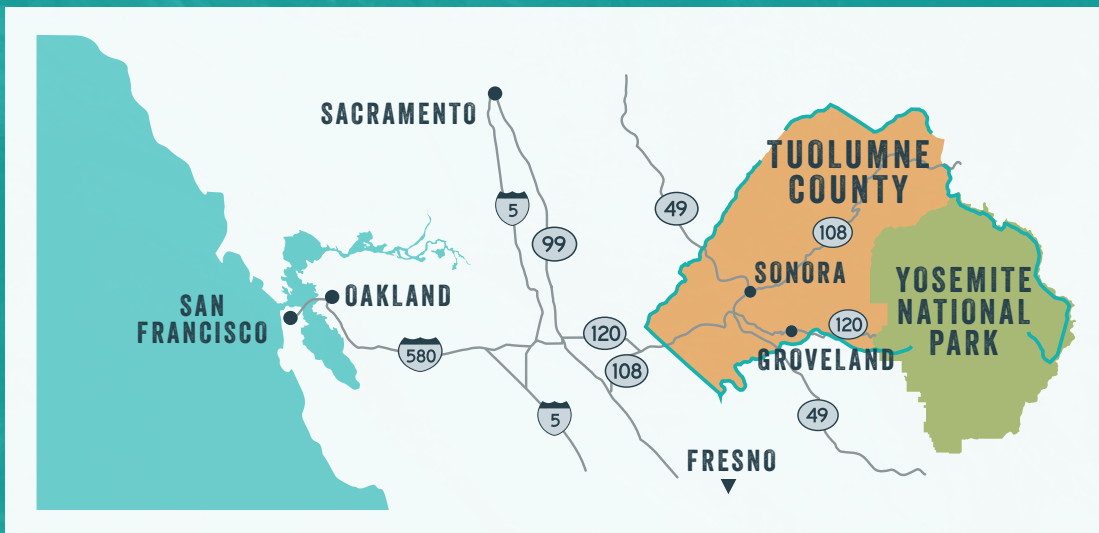 SACRAMENTO
TUOLUMNE
COUNTY
5
49
99
108
SONORA
YOSEMITE
NATIONAL
PARK
SAN
FRANCISCO
OAKLAND
120
120
580
108
GROVELAND
5
49
FRESNO